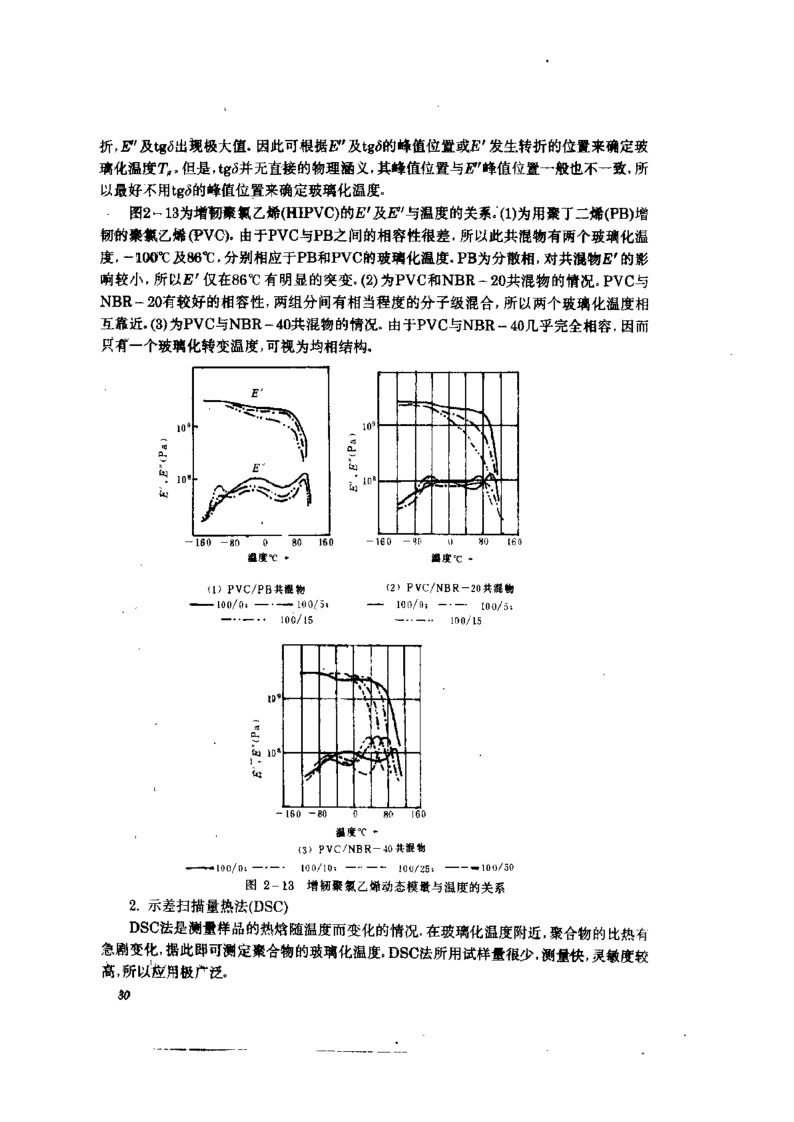 折,E″及tgδ出现极大值.因此可根据E″及tgδ的峰值位置或E′发生转折的位置来确定玻
璃化温度Tg.但是,tgδ并无直接的物理涵义,其峰值位置与E″峰值位置一般也不一致.所
以最好不用tgδ的峰值位置来确定玻璃化温度。
图2-13为增韧聚氯乙烯(HIPVC)的E′及E″与温度的关系.(1)为用聚丁二烯(PB)增
韧的聚氯乙烯(PVC).由于PVC与PB之间的相容性很差.所以此共混物有两个玻璃化温
度,-100℃及86℃,分别相应于PB和PVC的玻璃化温度.PB为分散相,对共混物E′的影
响较小,所以E′仅在86℃有明显的突变.(2)为PVC和NBR-20共混物的情况。PVC与
NBR-20有较好的相容性,两组分间有相当程度的分子级混合,所以两个玻璃化温度相
互靠近.(3)为PVC与NBR-40共混物的情况.由于PVC与NBR-40几乎完全相容.因而
只有一个玻璃化转变温度,可视为均相结构。
E′
10⁹
E″
10⁸
E′,E″(Pa)
-160 -80 0 80 160
温度℃
(1) PVC/PB共混物
100/0; 100/5;
100/15
10⁹
10⁸
E′,E″(Pa)
-160 -80 0 80 160
温度℃
(2) PVC/NBR-20共混物
100/0; 100/5;
100/15
10⁹
10⁸
E′,E″(Pa)
-160 -80 0 80 160
温度℃
(3) PVC/NBR-40共混物
100/0; 100/10; 100/25; 100/50
图 2-13 增韧聚氯乙烯动态模量与温度的关系
2. 示差扫描量热法(DSC)
DSC法是测量样品的热焓随温度而变化的情况.在玻璃化温度附近,聚合物的比热有
急剧变化,据此即可测定聚合物的玻璃化温度.DSC法所用试样量很少,测量快,灵敏度较
高,所以应用极广泛。
30